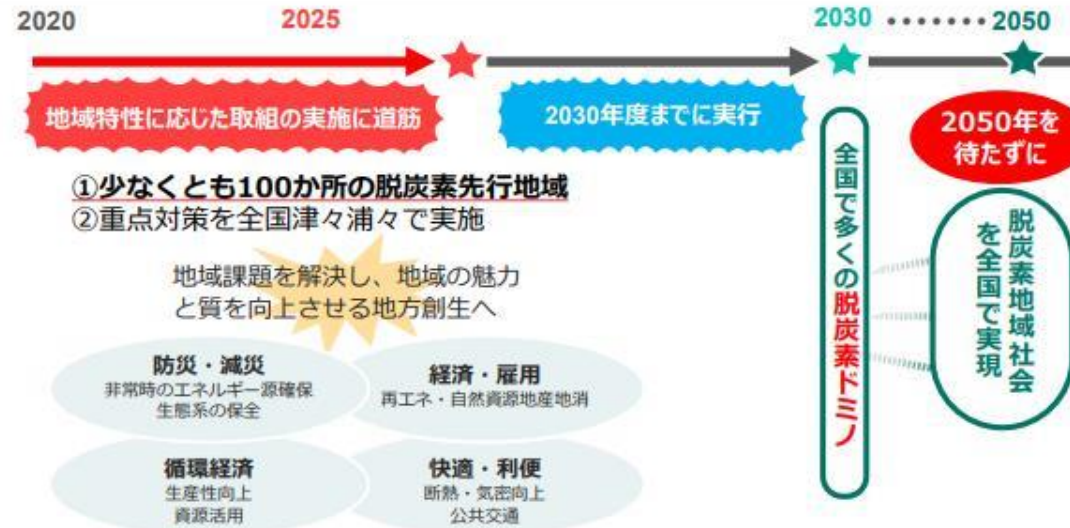 2020
2025
2030
2050
地域特性に応じた取組の実施に道筋
2030年度までに実行
2050年を
待たずに
①少なくとも100か所の脱炭素先行地域
②重点対策を全国津々浦々で実施
地域課題を解決し、地域の魅力
と質を向上させる地方創生へ
防災・減災
非常時のエネルギー源確保
生態系の保全
経済・雇用
再エネ・自然資源地産地消
循環経済
生産性向上
資源活用
快適・利便
断熱・気密向上
公共交通
全国で多くの脱炭素ドミノ
脱炭素地域社会
を全国で実現